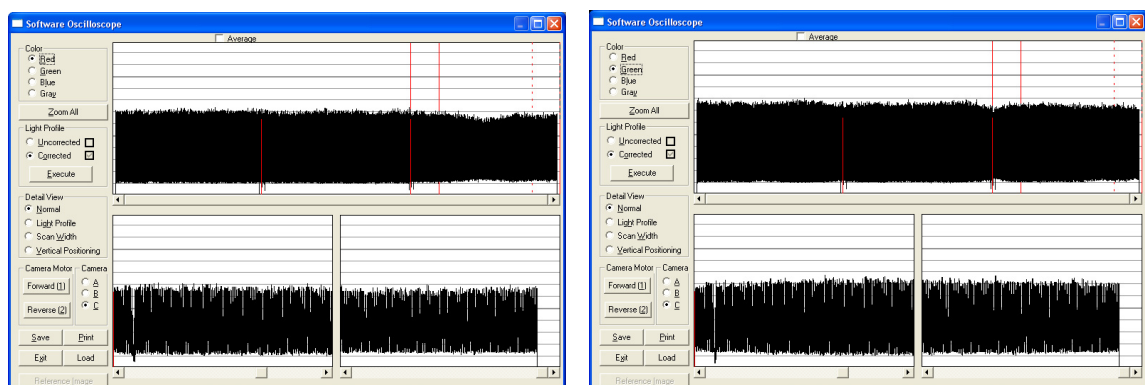 Software Oscilloscope
Average
Color
Red
Green
Blue
Gray
Zoom All
Light Profile
Uncorrected
Corrected
Execute
Detail View
Normal
Light Profile
Scan Width
Vertical Positioning
Camera Motor
Camera
Forward (1)
A
B
Reverse (2)
C
Save
Print
Exit
Load
Reference Image
Software Oscilloscope
Average
Color
Red
Green
Blue
Gray
Zoom All
Light Profile
Uncorrected
Corrected
Execute
Detail View
Normal
Light Profile
Scan Width
Vertical Positioning
Camera Motor
Camera
Forward (1)
A
B
Reverse (2)
C
Save
Print
Exit
Load
Reference Image